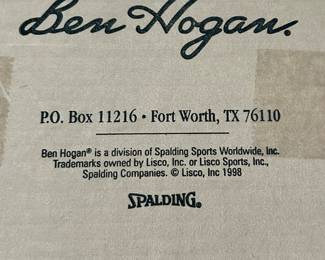 Ben Hogan.
P.O. Box 11216 • Fort Worth, TX 76110
Ben Hogan® is a division of Spalding Sports Worldwide, Inc.
Trademarks owned by Lisco, Inc. or Lisco Sports, Inc.,
Spalding Companies. © Lisco, Inc 1998
SPALDING®